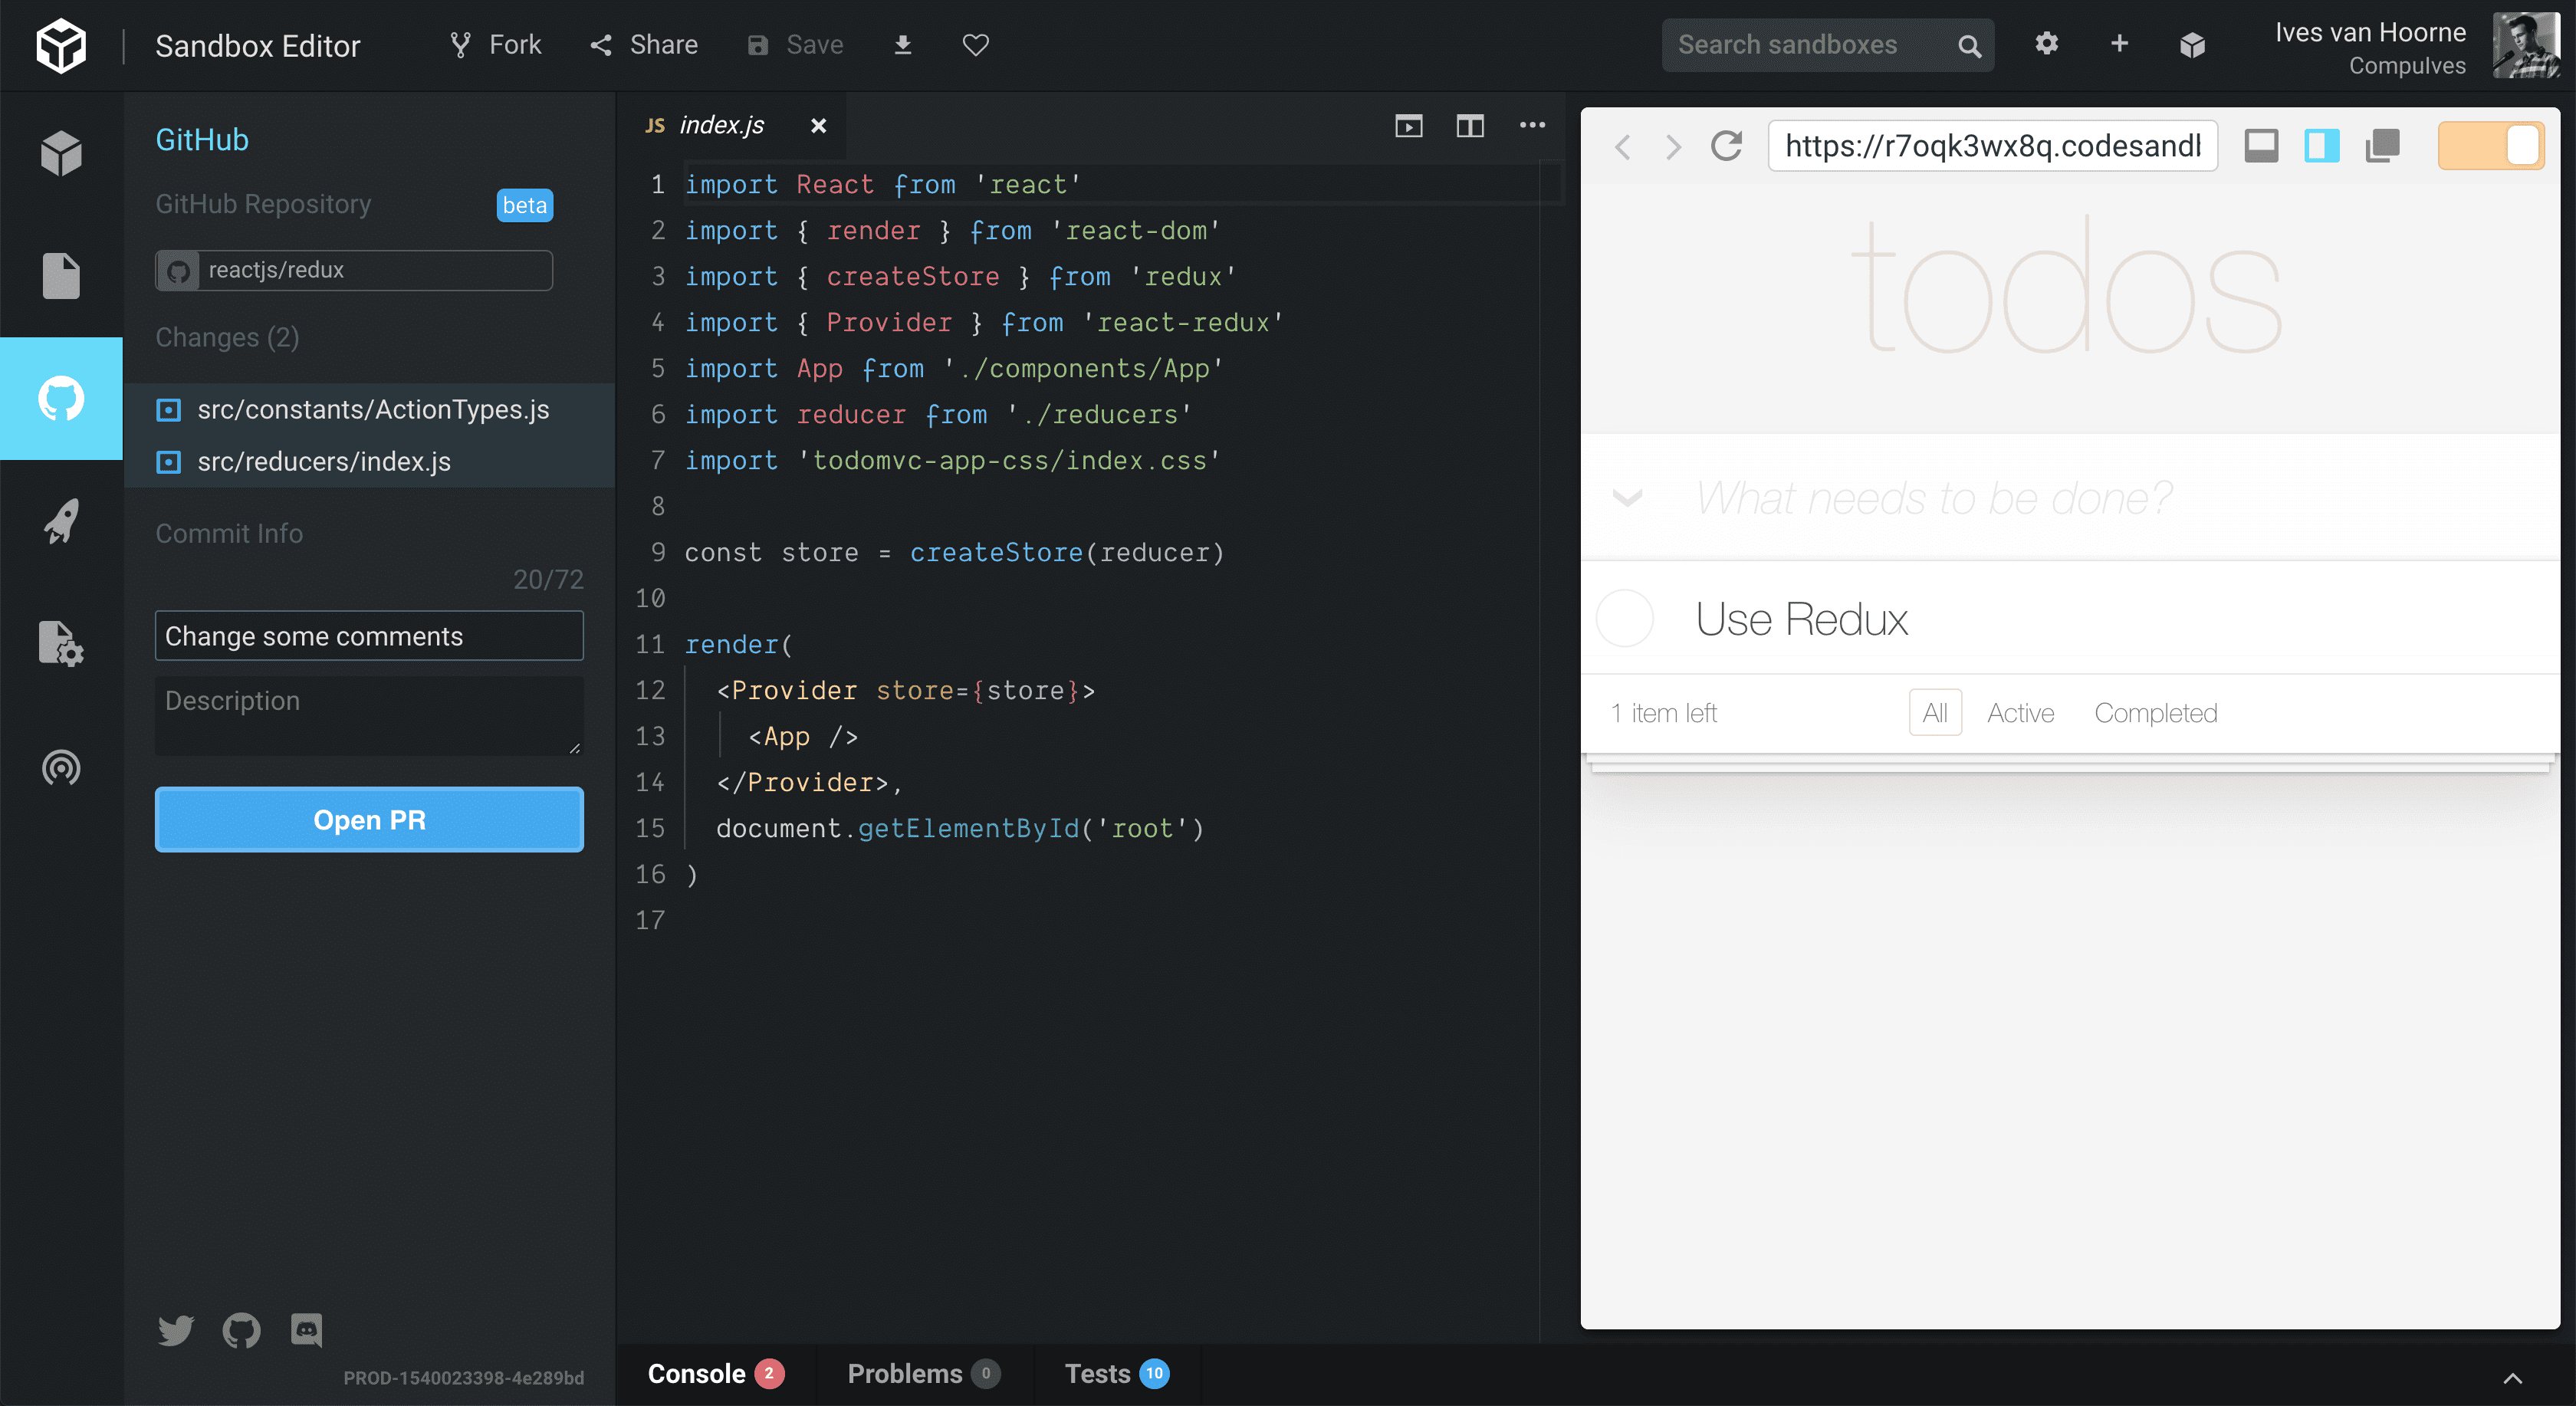 Sandbox Editor
Fork
Share
Save
Search sandboxes
Ives van Hoorne
Compulves
GitHub
GitHub Repository
beta
reactjs/redux
Changes (2)
src/constants/ActionTypes.js
src/reducers/index.js
Commit Info
20/72
Change some comments
Description
Open PR
PROD-1540023398-4e289bd
JS index.js
1 import React from 'react'
2 import { render } from 'react-dom'
3 import { createStore } from 'redux'
4 import { Provider } from 'react-redux'
5 import App from './components/App'
6 import reducer from './reducers'
7 import 'todomvc-app-css/index.css'
8
9 const store = createStore(reducer)
10
11 render(
12 <Provider store={store}>
13 <App />
14 </Provider>,
15 document.getElementById('root')
16 )
17
Console 2
Problems 0
Tests 10
https://r7oqk3wx8q.codesand
todos
What needs to be done?
Use Redux
1 item left
All
Active
Completed